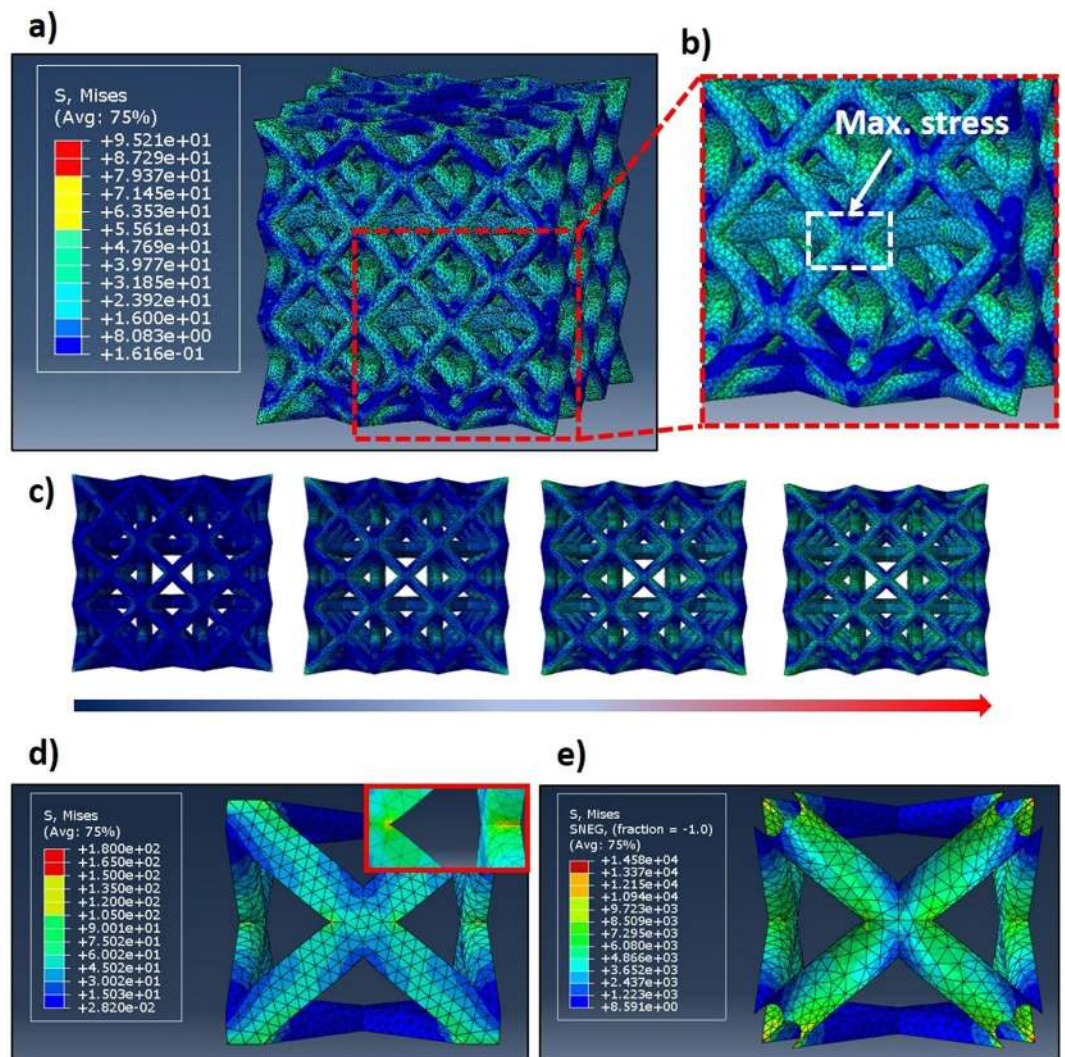 a)
S, Mises
(Avg: 75%)
+9.521e+01
+8.729e+01
+7.937e+01
+7.145e+01
+6.353e+01
+5.561e+01
+4.769e+01
+3.977e+01
+3.185e+01
+2.392e+01
+1.600e+01
+8.083e+00
+1.616e-01
b)
Max. stress
c)
d)
S, Mises
(Avg: 75%)
+1.800e+02
+1.650e+02
+1.500e+02
+1.350e+02
+1.200e+02
+1.050e+02
+9.001e+01
+7.502e+01
+6.002e+01
+4.502e+01
+3.002e+01
+1.503e+01
+2.820e-02
e)
S, Mises
SNEG, (fraction = -1.0)
(Avg: 75%)
+1.458e+04
+1.337e+04
+1.215e+04
+1.094e+04
+9.723e+03
+8.509e+03
+7.295e+03
+6.080e+03
+4.866e+03
+3.652e+03
+2.437e+03
+1.223e+03
+8.591e+00